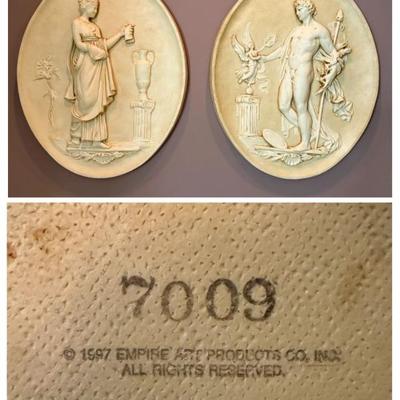 7009
© 1997 EMPIRE ART PRODUCTS CO., INC.
ALL RIGHTS RESERVED.